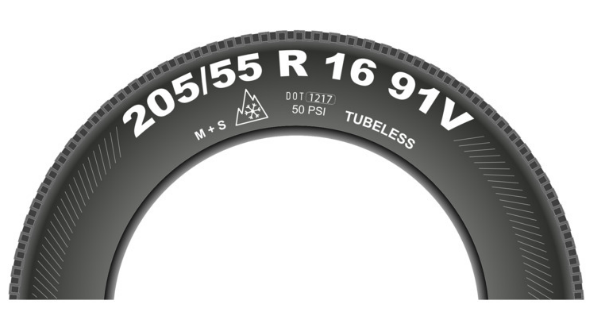 205/55 R 16 91V
M + S
DOT 1217
50 PSI
TUBELESS